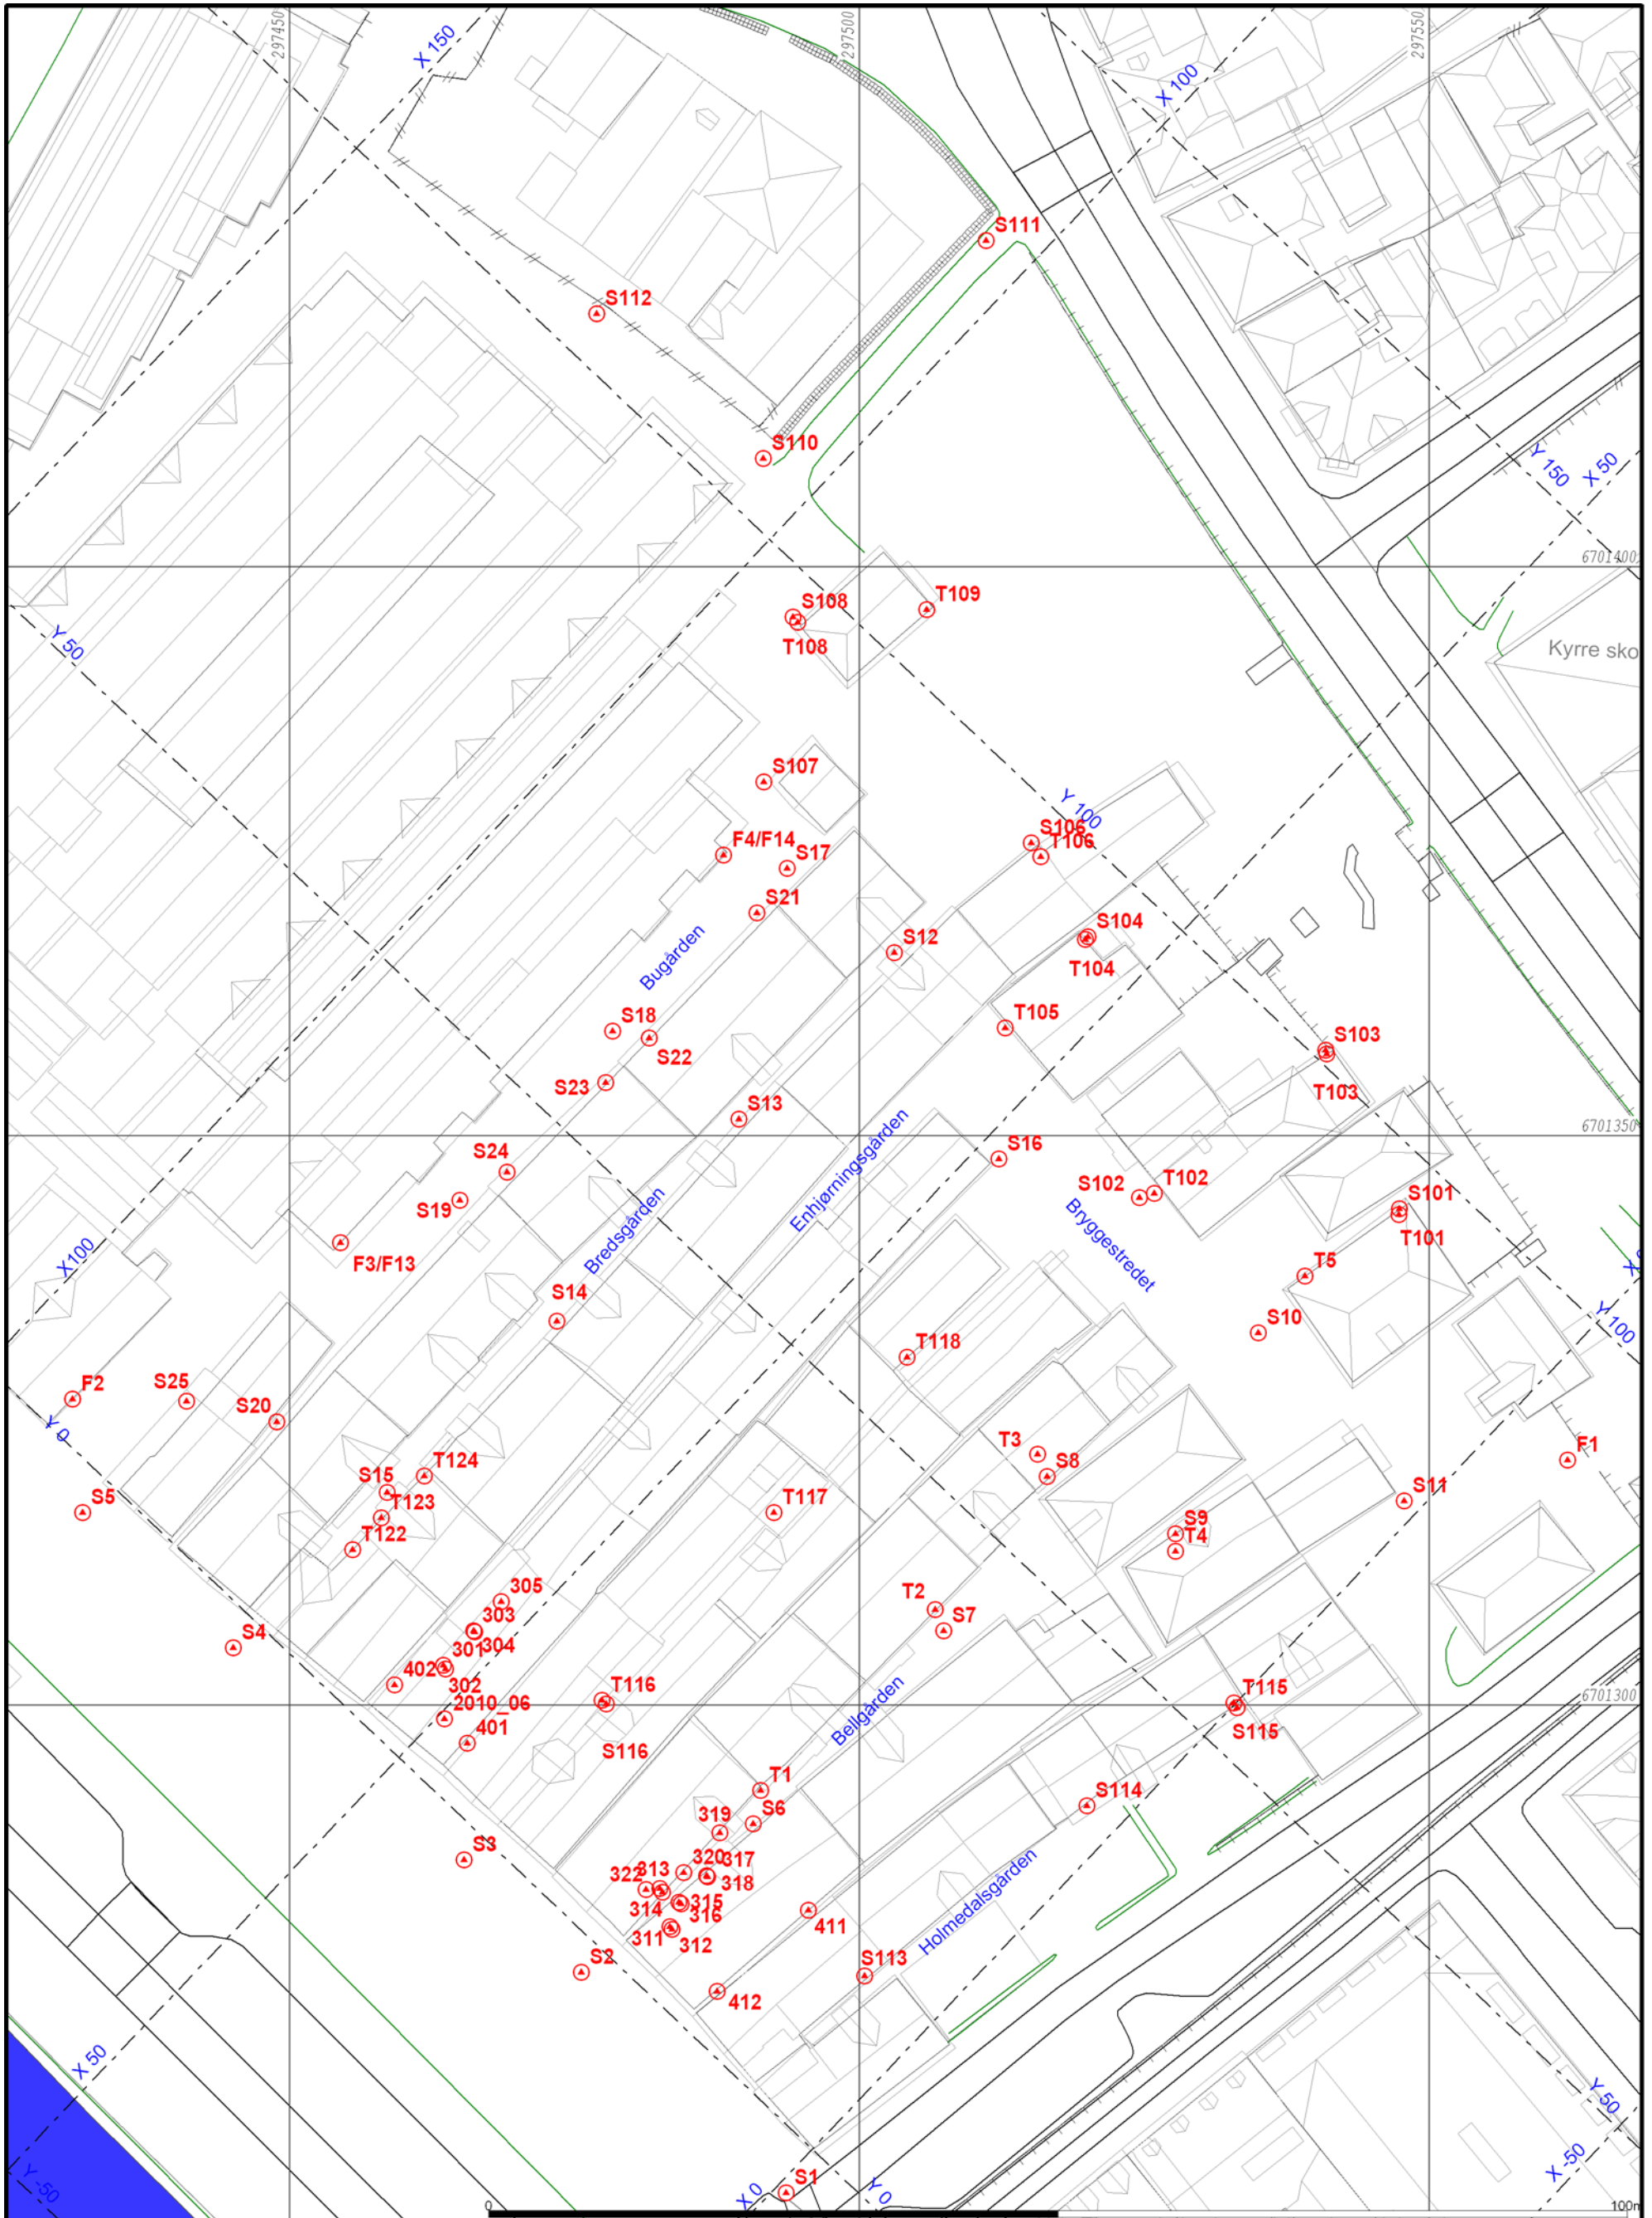 297450
297500
297550
X 150
X 100
S111
S112
S110
Y 150
X 50
6701400
S108
T109
T108
Y 50
Kyrre sko
S107
Y 100
S106
T106
F4/F14
S17
S21
S104
S12
T104
Bugården
T105
S18
S22
S103
S23
T103
S13
6701350
Enhjørningsgården
S24
S16
S19
T102
S102
S101
Bredsgården
Bryggestredet
T101
X100
F3/F13
T5
S14
S10
Y 100
T118
F2
S25
S20
Y 0
T3
F1
T124
S8
S15
S11
S5
T123
T117
S9
T122
T4
305
T2
303
S7
S4
304
301
402
302
Bellgården
T116
T115
6701300
2010_06
401
S116
S115
T1
S114
319
S6
S3
320
317
313
322
318
314
315
316
Holmedalsgården
411
311
312
S2
S113
412
X 50
Y 50
X -50
Y -50
S1
X 0
Y 0
0
100m